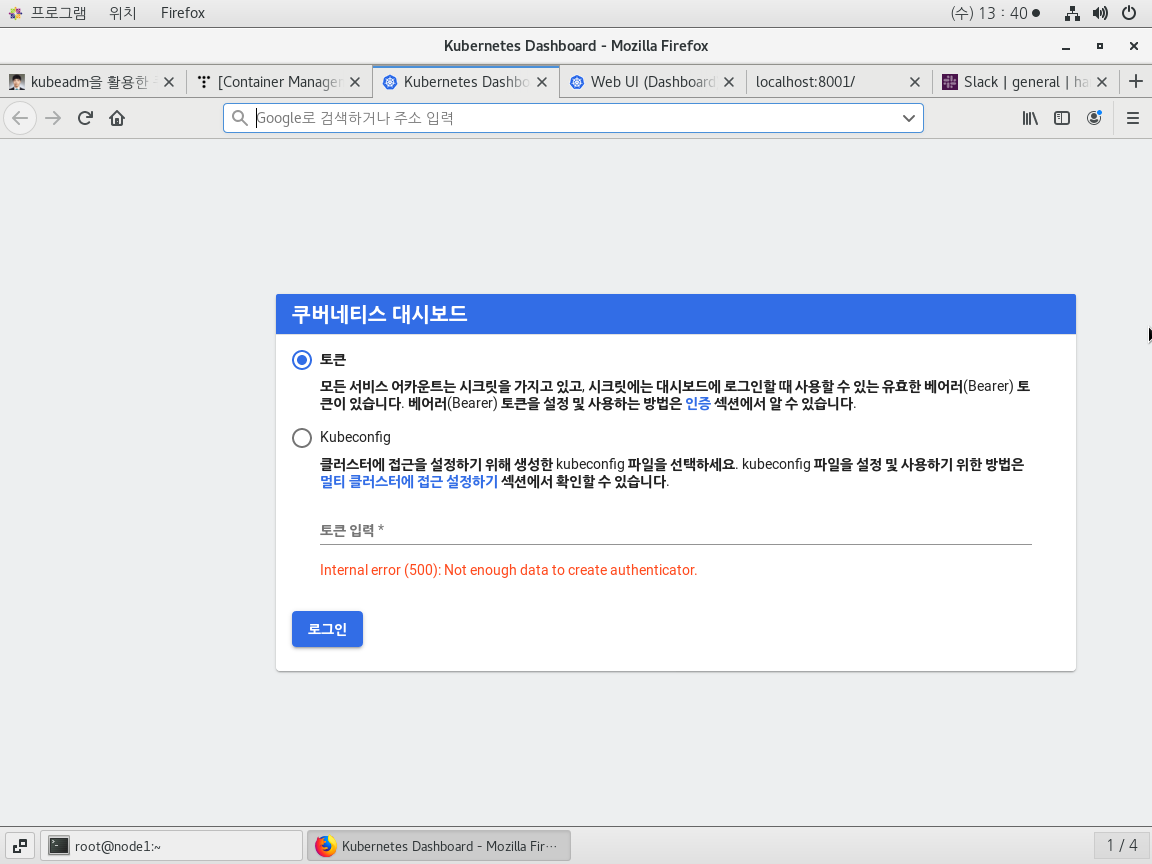 프로그램 위치 Firefox (수) 13 : 40
Kubernetes Dashboard - Mozilla Firefox
kubeadm을 활용한 [Container Manager Kubernetes Dashbo Web UI (Dashboard localhost:8001/ Slack | general | ha
Google로 검색하거나 주소 입력
쿠버네티스 대시보드
토큰
모든 서비스 어카운트는 시크릿을 가지고 있고, 시크릿에는 대시보드에 로그인할 때 사용할 수 있는 유효한 베어러(Bearer) 토
큰이 있습니다. 베어러(Bearer) 토큰을 설정 및 사용하는 방법은 인증 섹션에서 알 수 있습니다.
Kubeconfig
클러스터에 접근을 설정하기 위해 생성한 kubeconfig 파일을 선택하세요. kubeconfig 파일을 설정 및 사용하기 위한 방법은
멀티 클러스터에 접근 설정하기 섹션에서 확인할 수 있습니다.
토큰 입력 *
Internal error (500): Not enough data to create authenticator.
로그인
root@node1:~ Kubernetes Dashboard - Mozilla Fir··· 1 / 4